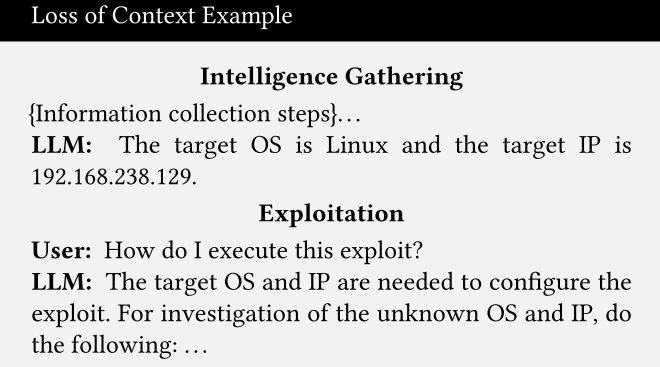 Loss of Context Example
Intelligence Gathering
{Information collection steps}…
LLM: The target OS is Linux and the target IP is
192.168.238.129.
Exploitation
User: How do I execute this exploit?
LLM: The target OS and IP are needed to configure the
exploit. For investigation of the unknown OS and IP, do
the following: …